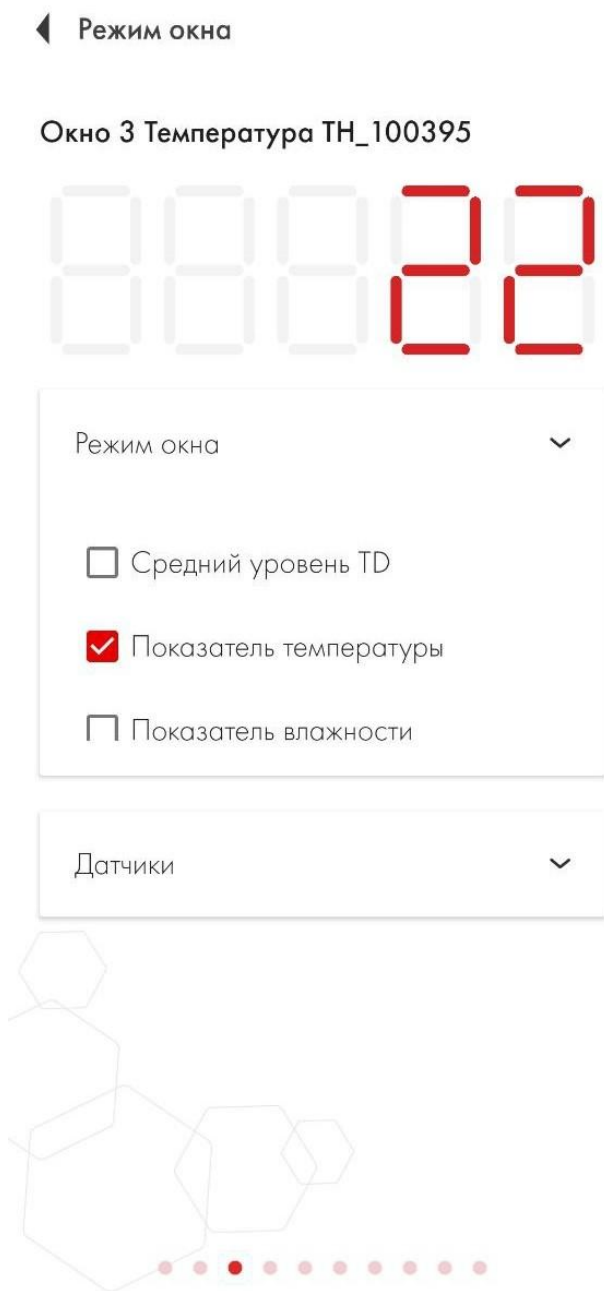 Режим окна
Окно 3 Температура TH_100395
22
Режим окна
Средний уровень TD
Показатель температуры
Показатель влажности
Датчики